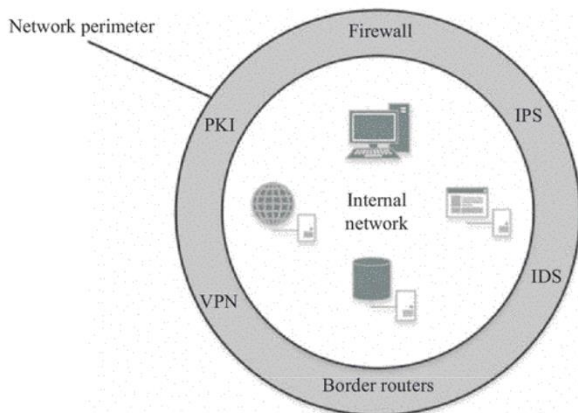 Network perimeter
Firewall
PKI
IPS
Internal
network
VPN
IDS
Border routers